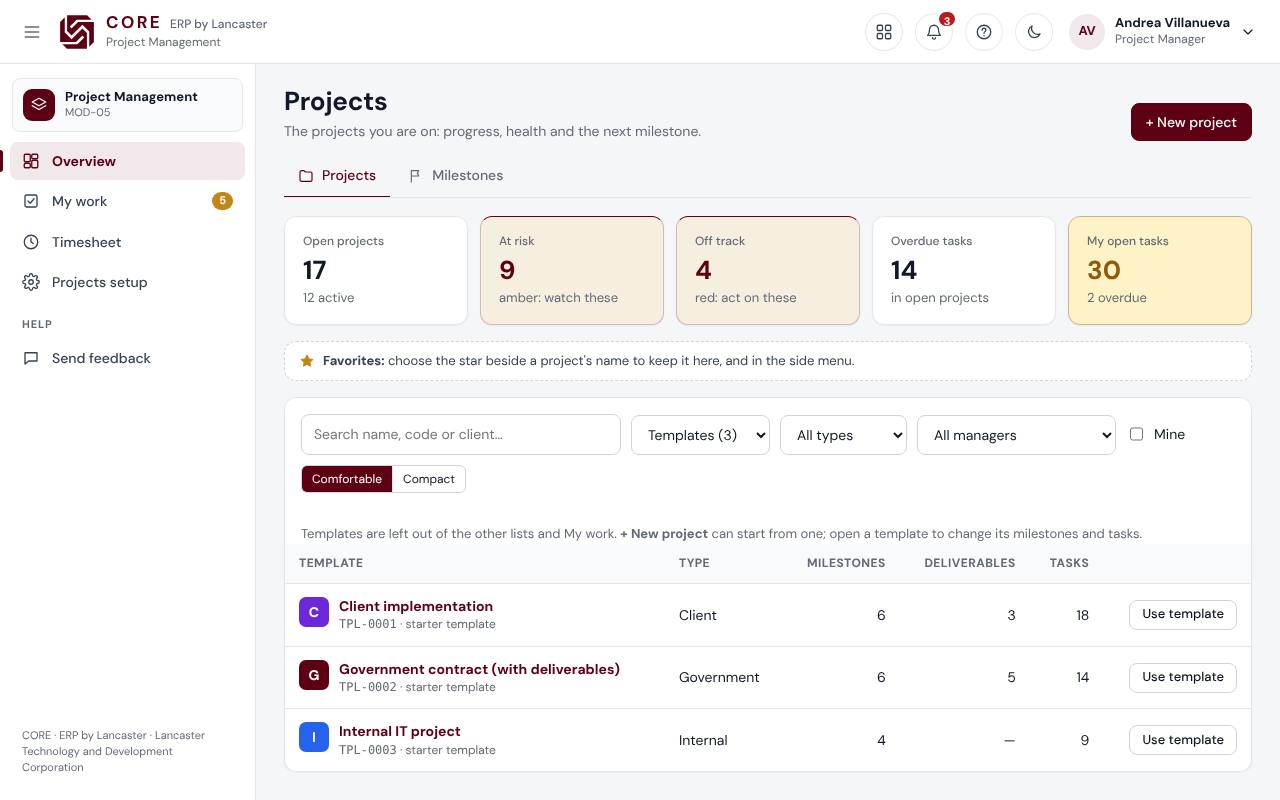 CORE ERP by Lancaster
Project Management
3
AV
Andrea Villanueva
Project Manager
Project Management
MOD-05
Overview
My work 5
Timesheet
Projects setup
HELP
Send feedback
CORE · ERP by Lancaster · Lancaster
Technology and Development
Corporation
Projects
The projects you are on: progress, health and the next milestone.
+ New project
Projects Milestones
Open projects
17
12 active
At risk
9
amber: watch these
Off track
4
red: act on these
Overdue tasks
14
in open projects
My open tasks
30
2 overdue
Favorites: choose the star beside a project's name to keep it here, and in the side menu.
Search name, code or client… Templates (3) All types All managers Mine
Comfortable Compact
Templates are left out of the other lists and My work. + New project can start from one; open a template to change its milestones and tasks.
TEMPLATE TYPE MILESTONES DELIVERABLES TASKS
C Client implementation Client 6 3 18 Use template
TPL-0001 · starter template
G Government contract (with deliverables) Government 6 5 14 Use template
TPL-0002 · starter template
I Internal IT project Internal 4 — 9 Use template
TPL-0003 · starter template